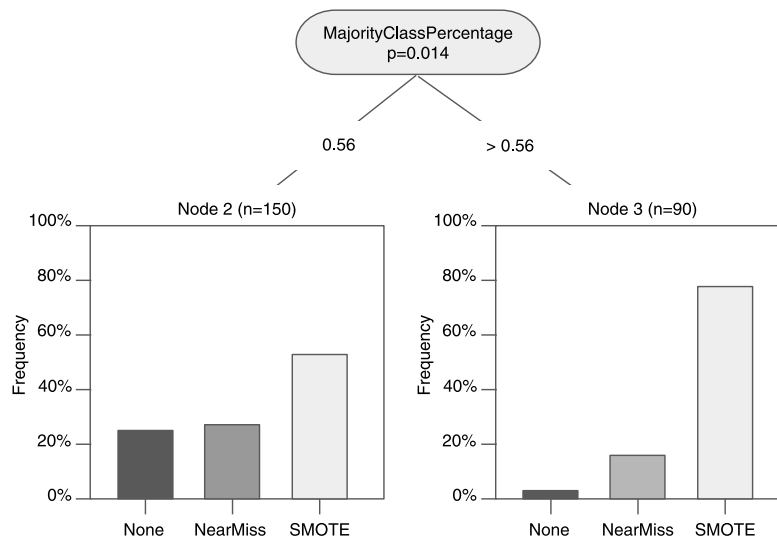 MajorityClassPercentage
p=0.014
0.56
> 0.56
Node 2 (n=150)
Node 3 (n=90)
Frequency
100%
80%
60%
40%
20%
0%
None NearMiss SMOTE
Frequency
100%
80%
60%
40%
20%
0%
None NearMiss SMOTE